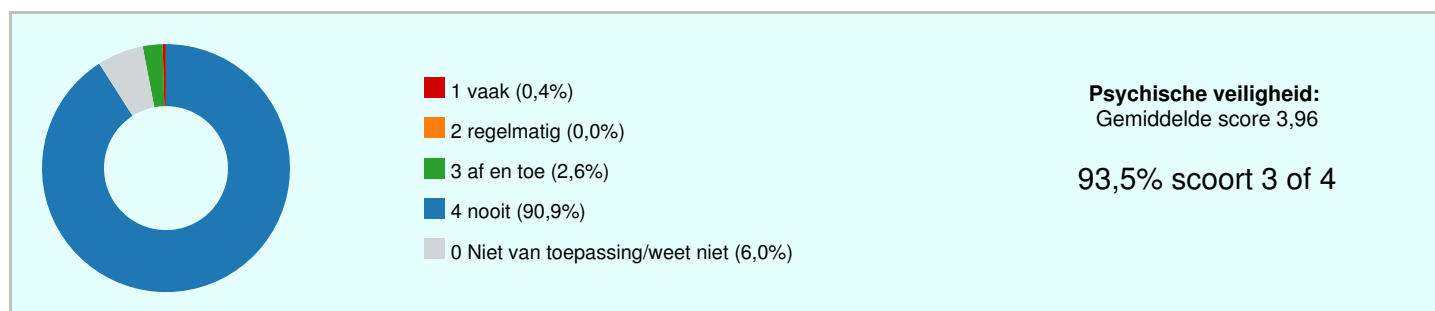 1 vaak (0,4%)
2 regelmatig (0,0%)
3 af en toe (2,6%)
4 nooit (90,9%)
0 Niet van toepassing/weet niet (6,0%)
Psychische veiligheid:
Gemiddelde score 3,96
93,5% scoort 3 of 4